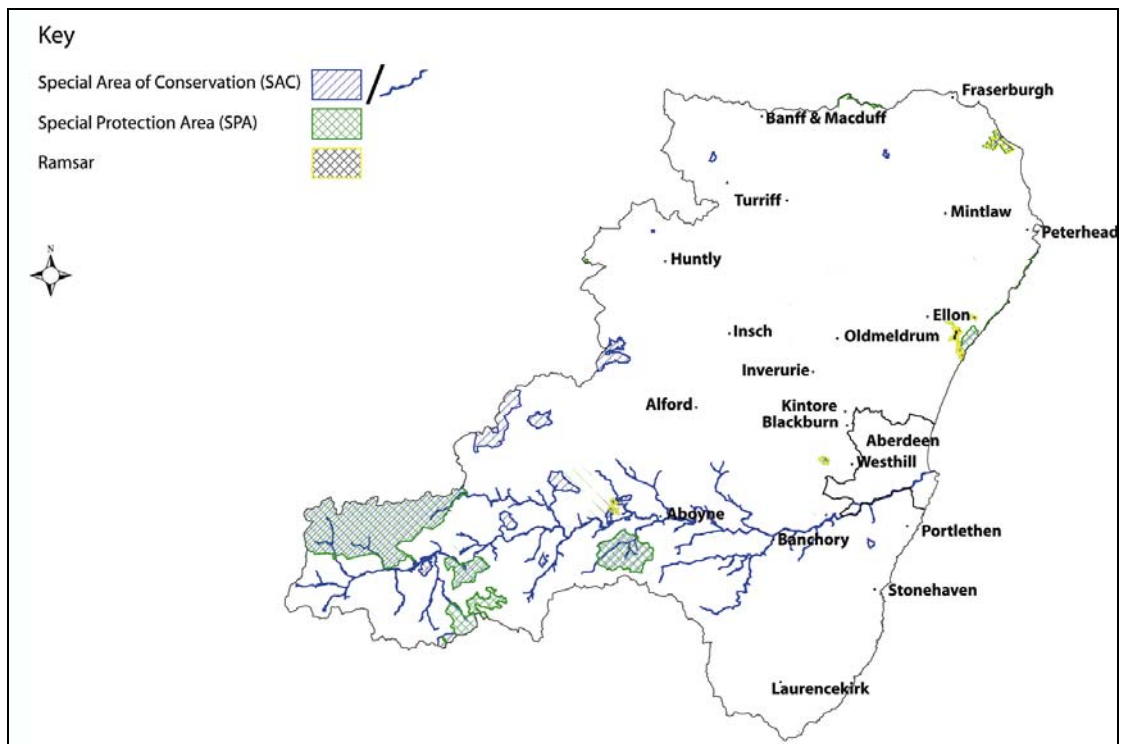 Key
Special Area of Conservation (SAC)
Special Protection Area (SPA)
Ramsar
N
Fraserburgh
Banff & Macduff
Turriff
Mintlaw
Peterhead
Huntly
Ellon
Insch
Oldmeldrum
Inverurie
Alford
Kintore
Blackburn
Aberdeen
Westhill
Aboyne
Portlethen
Banchory
Stonehaven
Laurencekirk